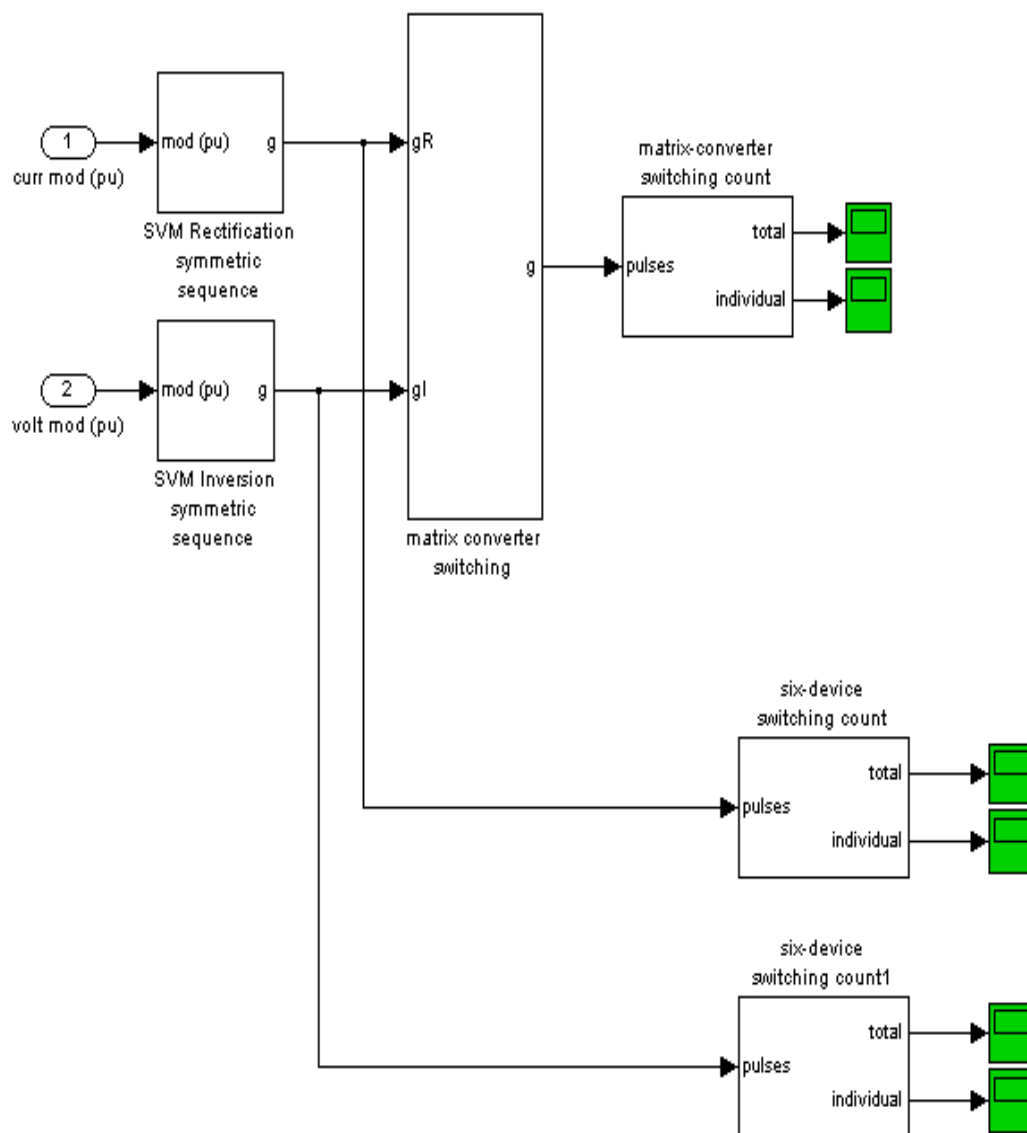 1
curr mod (pu)
mod (pu)
g
SVM Rectification
symmetric
sequence
2
volt mod (pu)
mod (pu)
g
SVM Inversion
symmetric
sequence
gR
gI
g
matrix converter
switching
matrix-converter
switching count
pulses
total
individual
six-device
switching count
pulses
total
individual
six-device
switching count1
pulses
total
individual